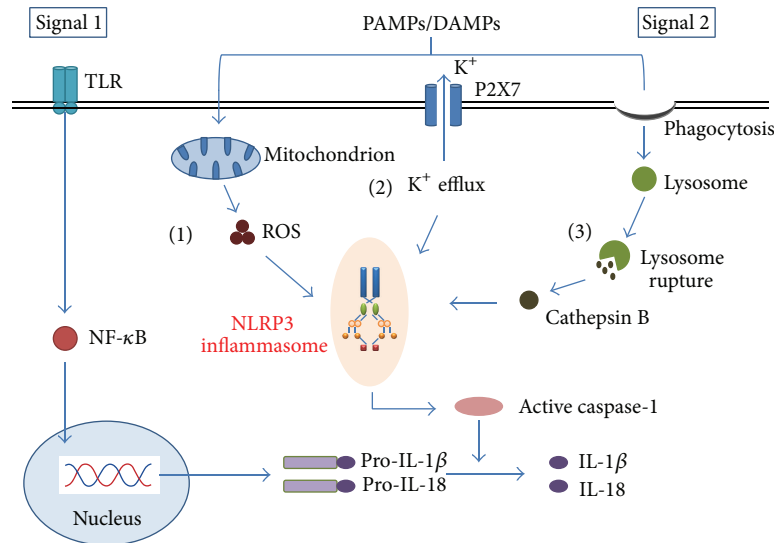 Signal 1
PAMPs/DAMPs
Signal 2
K⁺
TLR
P2X7
Phagocytosis
Mitochondrion
(2)
K⁺ efflux
Lysosome
(1)
ROS
(3)
Lysosome
rupture
NLRP3
inflammasome
Cathepsin B
NF-κB
Active caspase-1
Pro-IL-1β
Pro-IL-18
IL-1β
IL-18
Nucleus